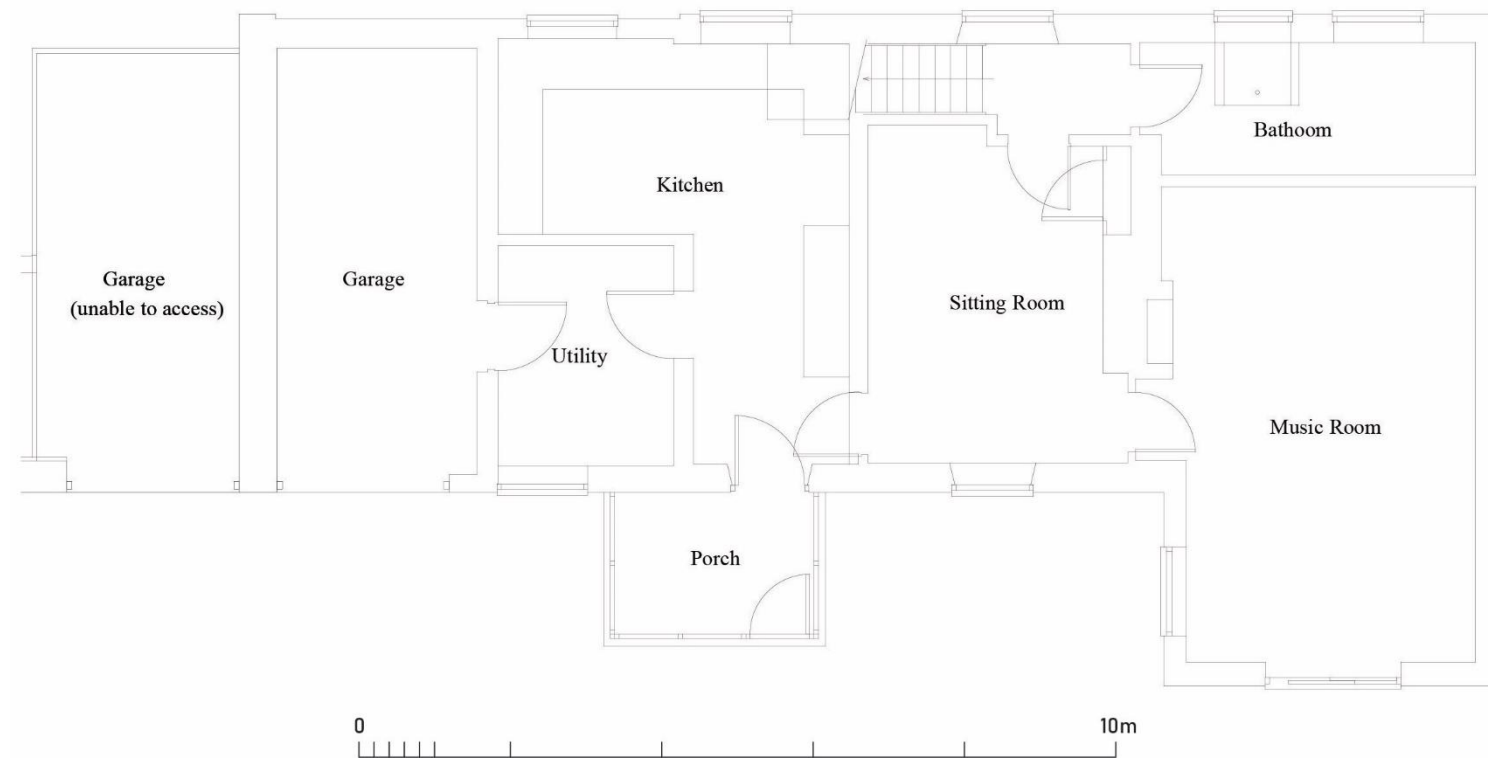 Bathoom
Kitchen
Garage
(unable to access)
Garage
Sitting Room
Utility
Music Room
Porch
0
10m